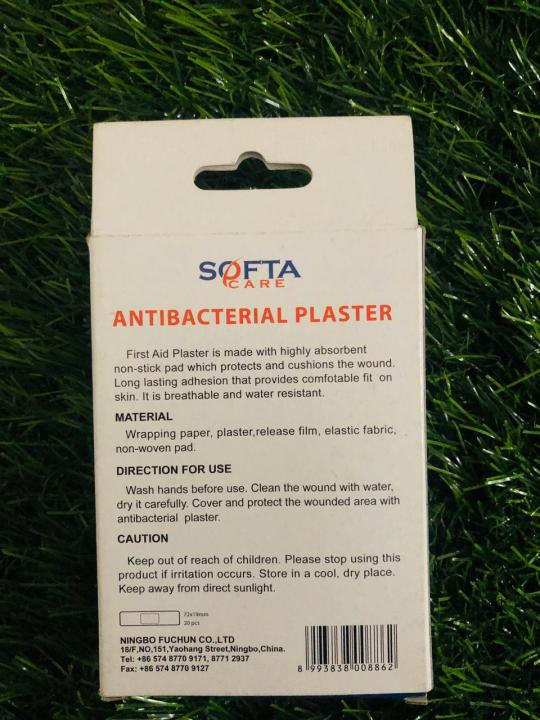 SOFTA
CARE
ANTIBACTERIAL PLASTER
First Aid Plaster is made with highly absorbent
non-stick pad which protects and cushions the wound.
Long lasting adhesion that provides comfotable fit on
skin. It is breathable and water resistant.
MATERIAL
Wrapping paper, plaster,release film, elastic fabric,
non-woven pad.
DIRECTION FOR USE
Wash hands before use. Clean the wound with water,
dry it carefully. Cover and protect the wounded area with
antibacterial plaster.
CAUTION
Keep out of reach of children. Please stop using this
product if irritation occurs. Store in a cool, dry place.
Keep away from direct sunlight.
72x19mm
20 pcs
NINGBO FUCHUN CO.,LTD
18/F,NO,151,Yaohang Street,Ningbo,China.
Tel: +86 574 8770 9171, 8771 2937
Fax: +86 574 8770 9127
8 993838 008862